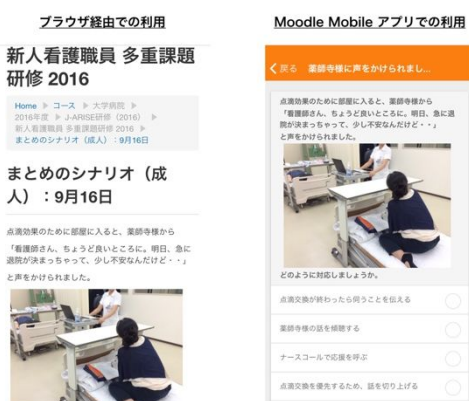 ブラウザ経由での利用
新人看護職員 多重課題
研修 2016
Home ▶ コース ▶ 大学病院 ▶
2016年度 ▶ J-ARISE研修（2016） ▶
新人看護職員 多重課題研修 2016 ▶
まとめのシナリオ（成人）：9月16日
まとめのシナリオ（成
人）：9月16日
点滴効果のために部屋に入ると、薬師寺様から
「看護師さん、ちょうど良いところに。明日、急に
退院が決まっちゃって、少し不安なんだけど・・」
と声をかけられました。
Moodle Mobile アプリでの利用
戻る 薬師寺様に声をかけられまし...
点滴効果のために部屋に入ると、薬師寺様から
「看護師さん、ちょうど良いところに。明日、急に退
院が決まっちゃって、少し不安なんだけど・・」
と声をかけられました。
どのように対応しましょうか。
点滴交換が終わったら伺うことを伝える
薬師寺様の話を傾聴する
ナースコールで応援を呼ぶ
点滴交換を優先するため、話を切り上げる